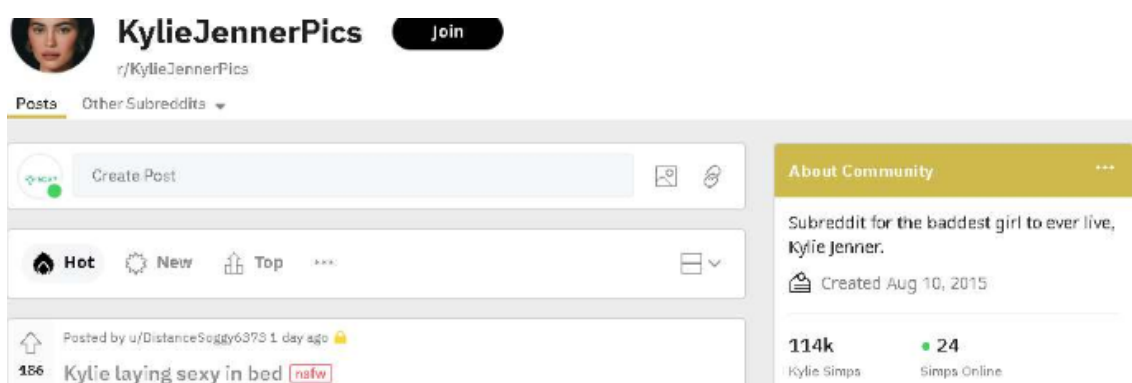 KylieJennerPics
Join
r/KylieJennerPics
Posts Other Subreddits
Create Post
Hot New Top ...
Posted by u/DistanceSoggy6373 1 day ago
186
Kylie laying sexy in bed nsfw
About Community ...
Subreddit for the baddest girl to ever live,
Kylie Jenner.
Created Aug 10, 2015
114k 24
Kylie Simps Simps Online